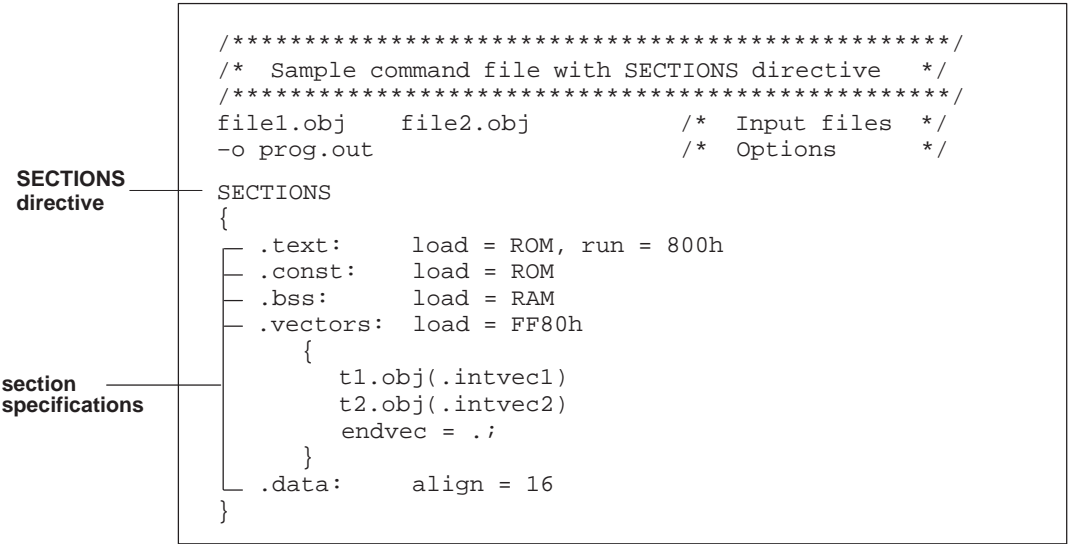 /**************************************************/
/*  Sample command file with SECTIONS directive   */
/**************************************************/
file1.obj    file2.obj          /*  Input files  */
−o prog.out                     /*  Options      */
SECTIONS directive
SECTIONS
{
.text:     load = ROM, run = 800h
.const:    load = ROM
.bss:      load = RAM
.vectors:  load = FF80h
{
t1.obj(.intvec1)
t2.obj(.intvec2)
endvec = .;
}
section specifications
.data:     align = 16
}